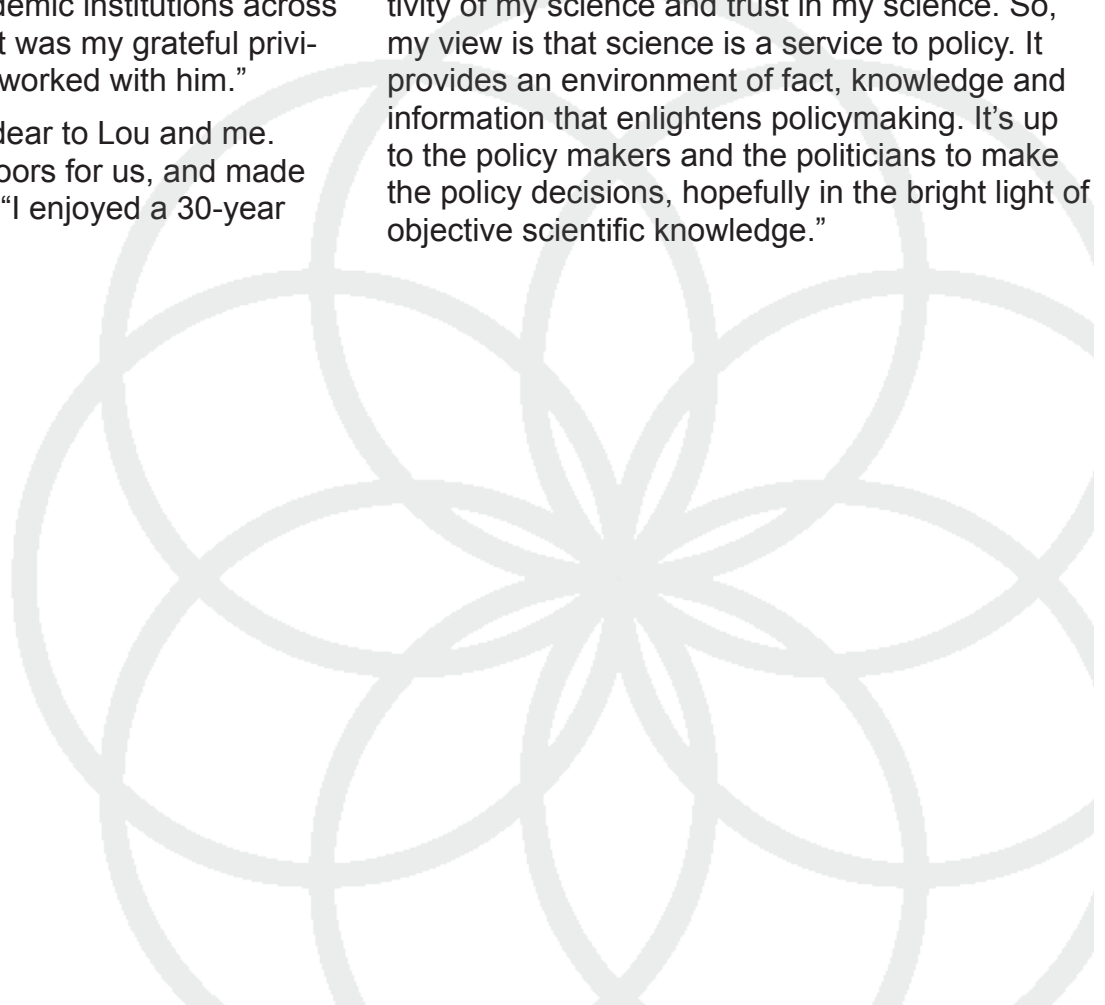 demic institutions across
t was my grateful privi-
worked with him.”
dear to Lou and me.
oors for us, and made
“I enjoyed a 30-year
tivity of my science and trust in my science. So,
my view is that science is a service to policy. It
provides an environment of fact, knowledge and
information that enlightens policymaking. It’s up
to the policy makers and the politicians to make
the policy decisions, hopefully in the bright light of
objective scientific knowledge.”